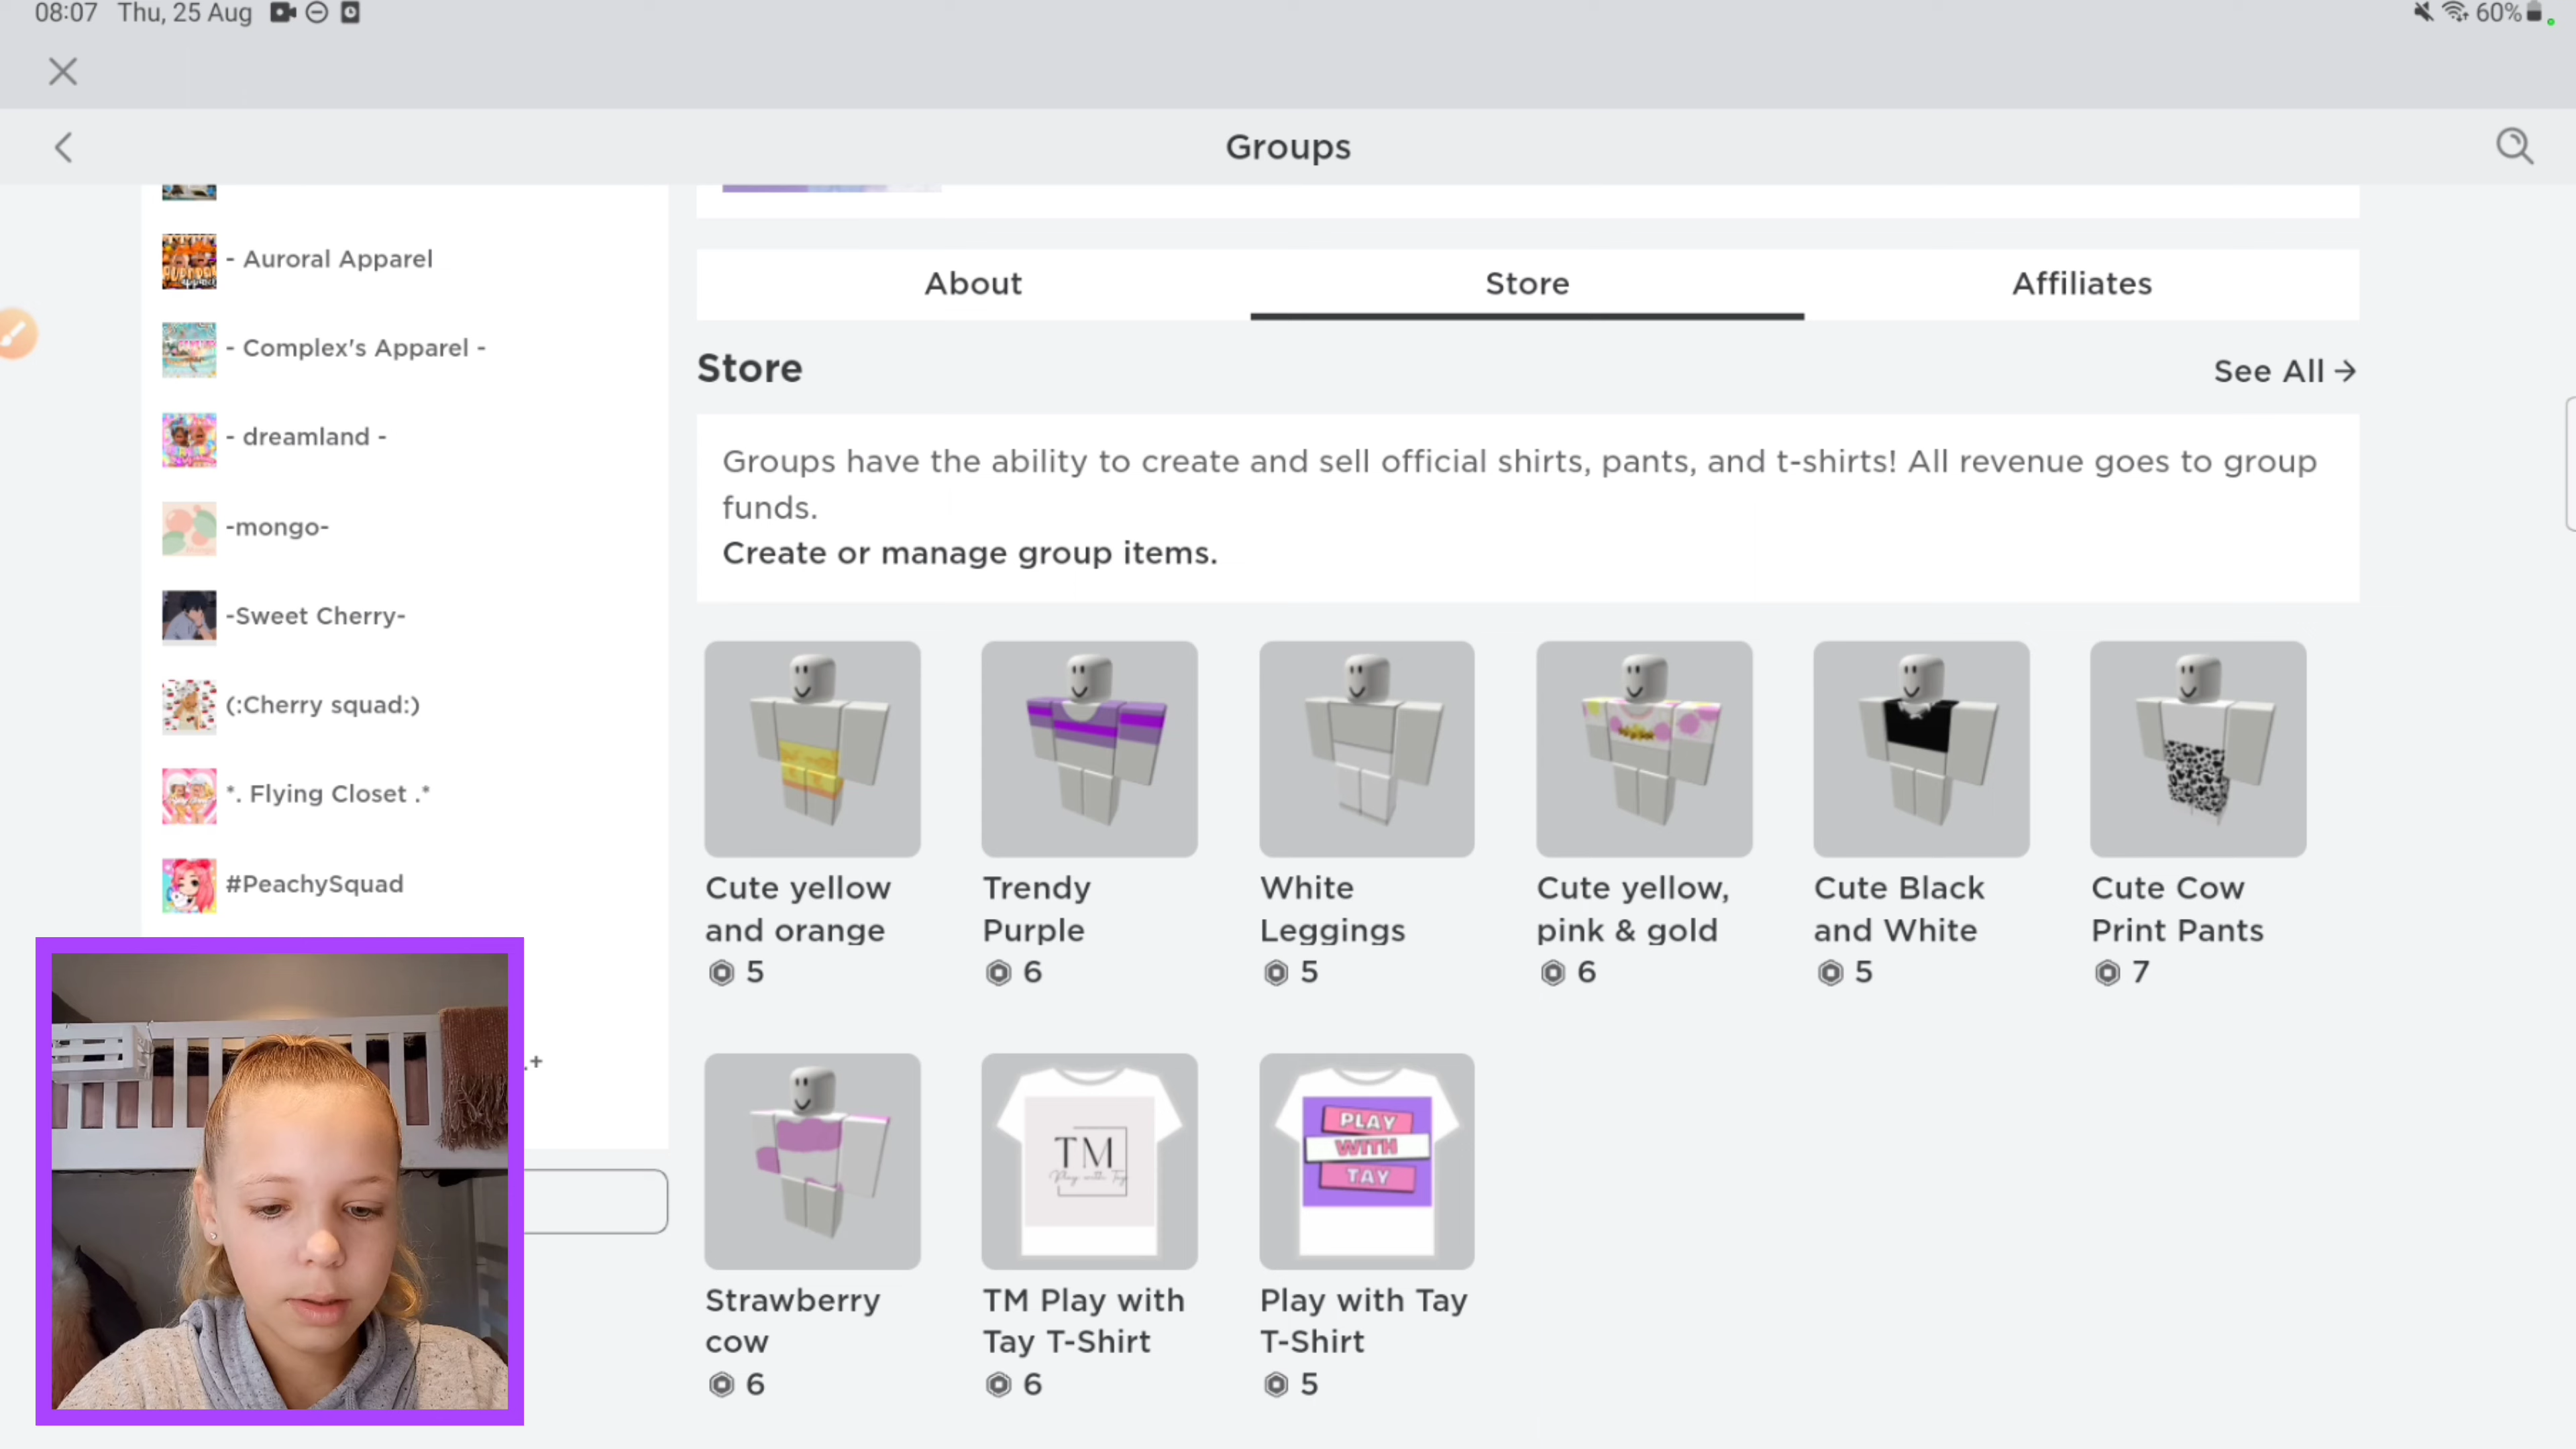 08:07 Thu, 25 Aug
60%
Groups
- Auroral Apparel
- Complex's Apparel -
- dreamland -
-mongo-
-Sweet Cherry-
(:Cherry squad:)
*. Flying Closet .*
#PeachySquad
.+
About
Store
Affiliates
Store
See All →
Groups have the ability to create and sell official shirts, pants, and t-shirts! All revenue goes to group
funds.
Create or manage group items.
Cute yellow
and orange
5
Trendy
Purple
6
White
Leggings
5
Cute yellow,
pink & gold
6
Cute Black
and White
5
Cute Cow
Print Pants
7
TM
Play with Tay
PLAY
WITH
TAY
Strawberry
cow
6
TM Play with
Tay T-Shirt
6
Play with Tay
T-Shirt
5